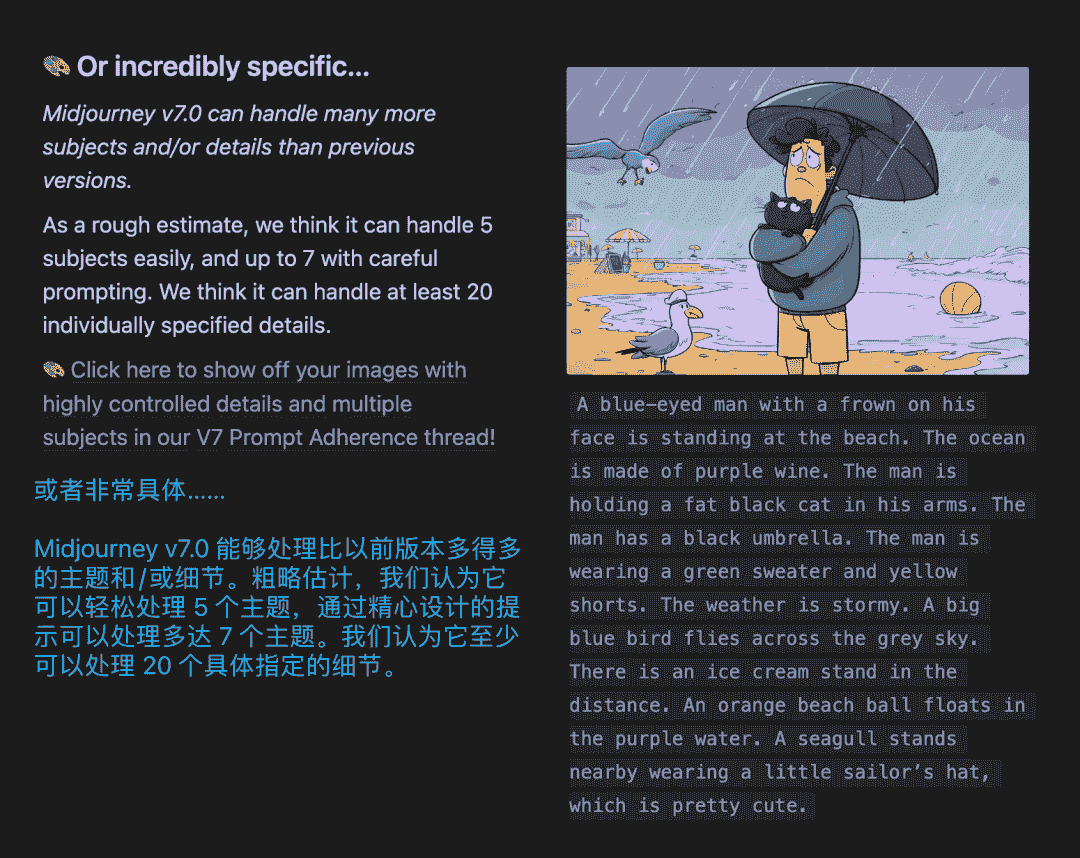 🎨 Or incredibly specific...
Midjourney v7.0 can handle many more
subjects and/or details than previous
versions.
As a rough estimate, we think it can handle 5
subjects easily, and up to 7 with careful
prompting. We think it can handle at least 20
individually specified details.
🎨 Click here to show off your images with
highly controlled details and multiple
subjects in our V7 Prompt Adherence thread!
或者非常具体......
Midjourney v7.0 能够处理比以前版本多得多
的主题和/或细节。粗略估计，我们认为它
可以轻松处理 5 个主题，通过精心设计的提
示可以处理多达 7 个主题。我们认为它至少
可以处理 20 个具体指定的细节。
A blue-eyed man with a frown on his
face is standing at the beach. The ocean
is made of purple wine. The man is
holding a fat black cat in his arms. The
man has a black umbrella. The man is
wearing a green sweater and yellow
shorts. The weather is stormy. A big
blue bird flies across the grey sky.
There is an ice cream stand in the
distance. An orange beach ball floats in
the purple water. A seagull stands
nearby wearing a little sailor's hat,
which is pretty cute.